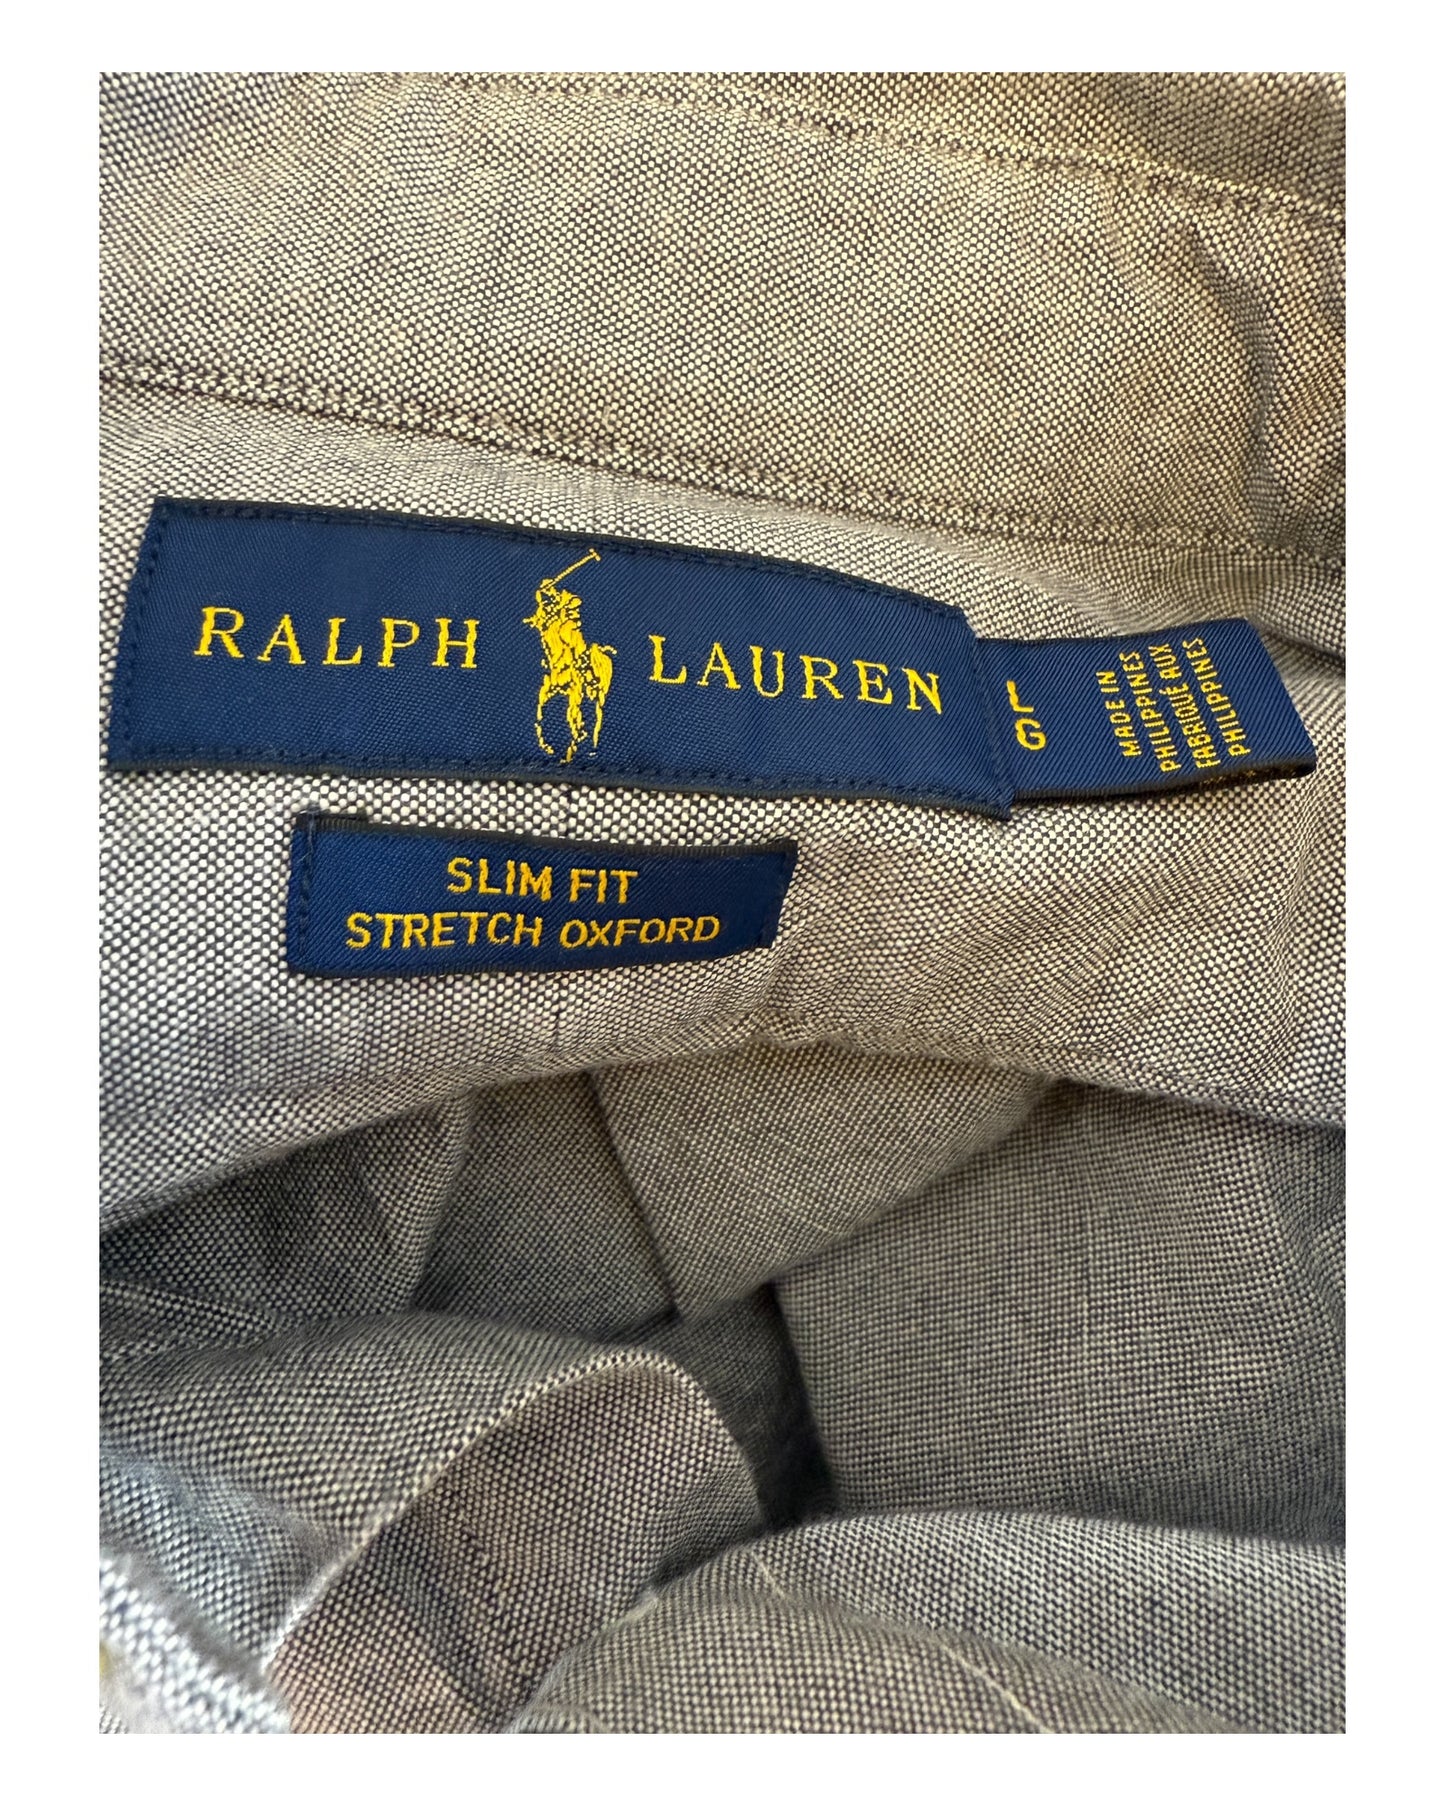 RALPH LAUREN
L
G
MADE IN
PHILIPPINES
FABRIQUÉ AUX
PHILIPPINES
SLIM FIT
STRETCH OXFORD